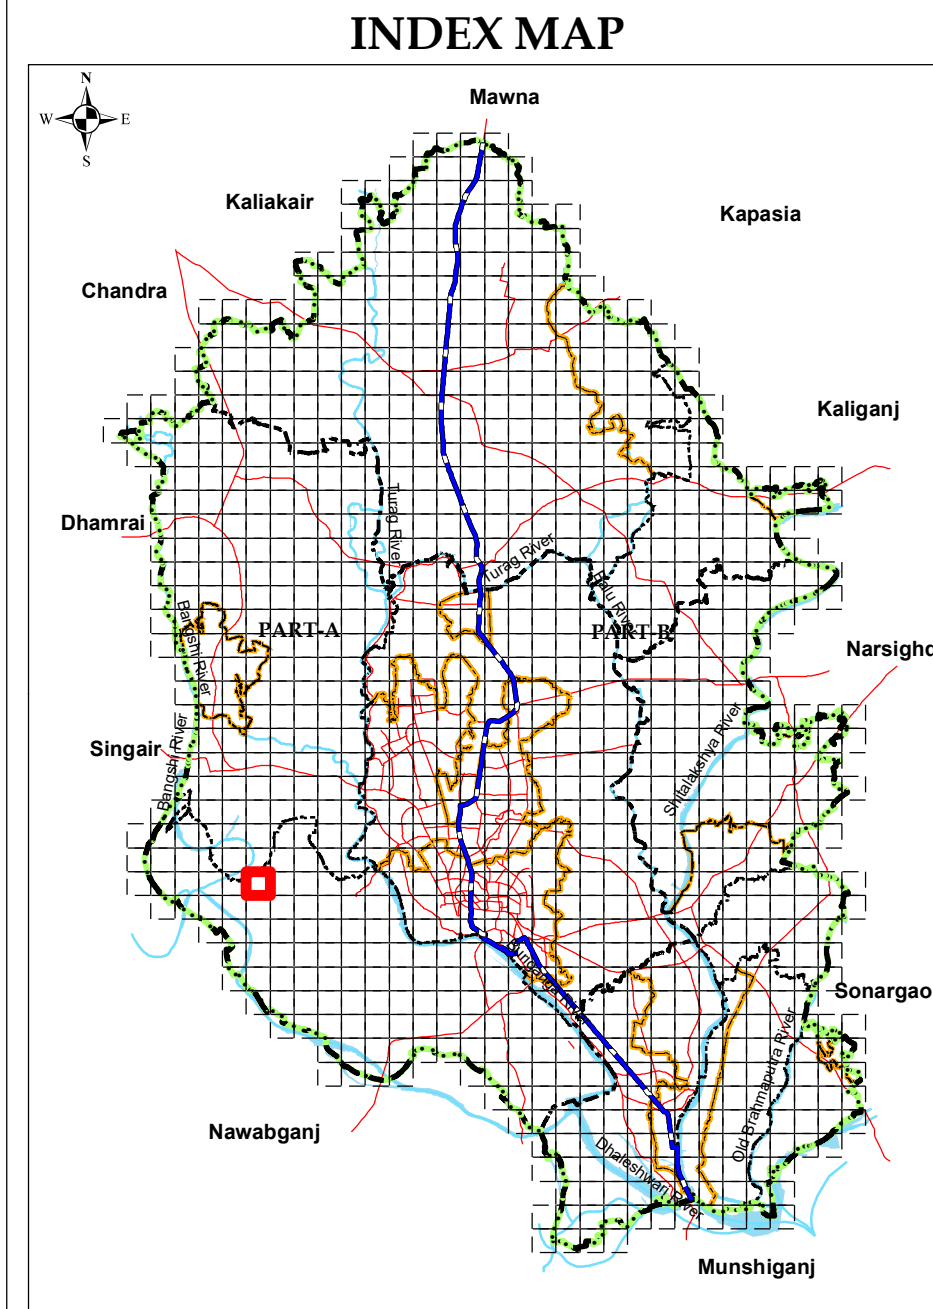 INDEX MAP
N
W E
S
Mawna
Kaliakair
Kapasia
Chandra
Kaliganj
Dhamrai
Turag River
Turag River
Balu River
Bangshi River
PART-A
PART-B
Narsighd
Singair
Bangshi River
Shitalakshya River
Buriganga River
Sonargao
Old Brahmaputra River
Nawabganj
Dhaleshwari River
Munshiganj